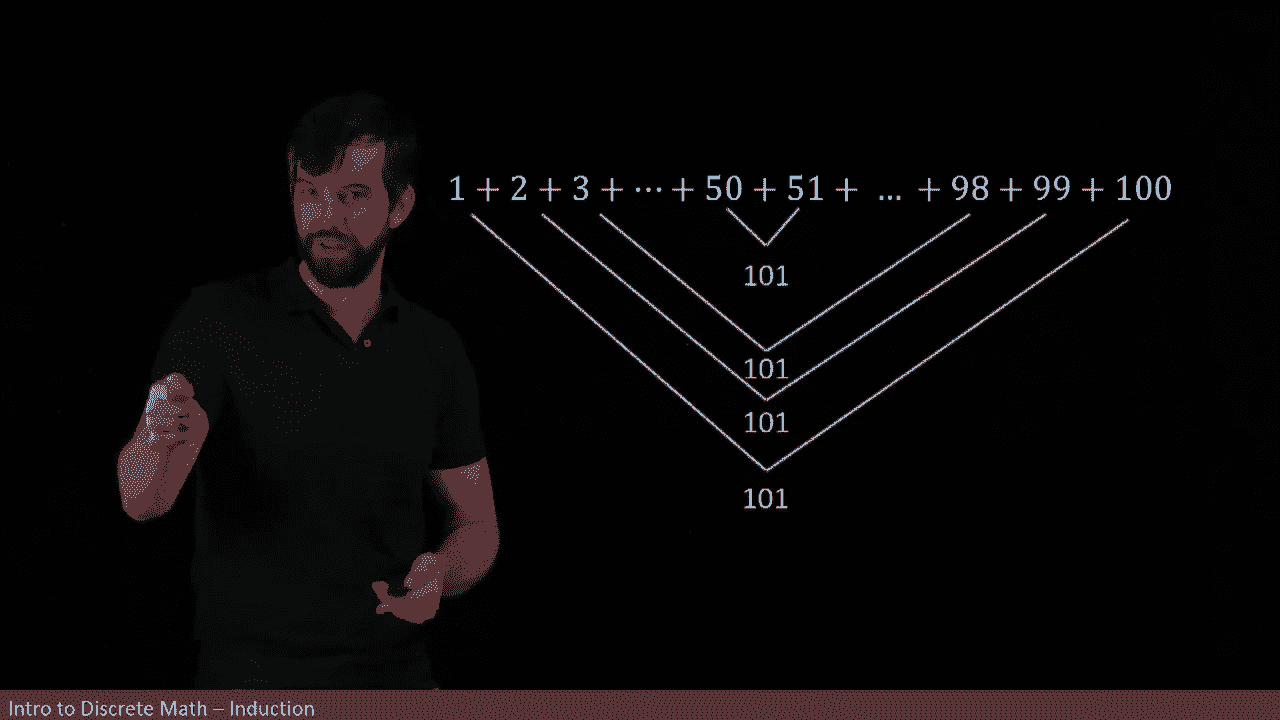 1 + 2 + 3 + ⋯ + 50 + 51 + … + 98 + 99 + 100
101
101
101
101
Intro to Discrete Math – Induction